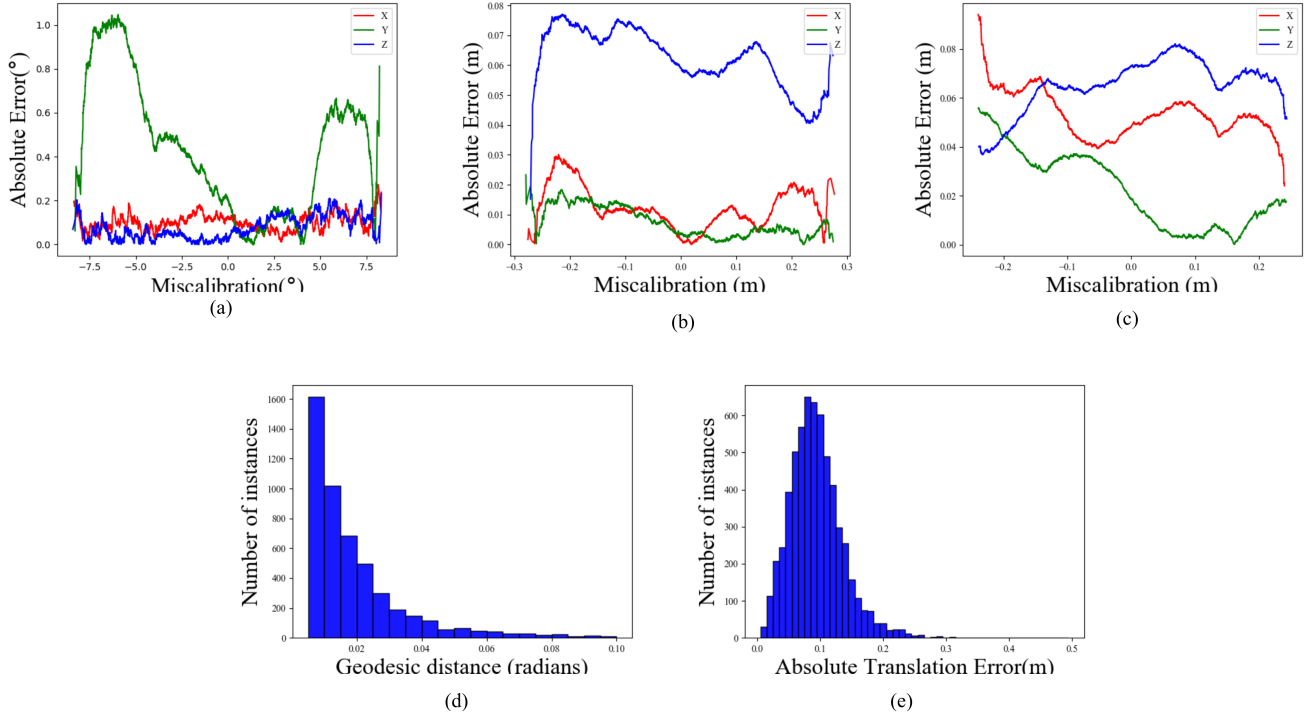 Absolute Error(°)
1.0
0.8
0.6
0.4
0.2
0.0
X
Y
Z
-7.5
-5.0
-2.5
0.0
2.5
5.0
7.5
Miscalibration(°)
(a)
Absolute Error (m)
0.08
0.07
0.06
0.05
0.04
0.03
0.02
0.01
0.00
X
Y
Z
-0.3
-0.2
-0.1
0.0
0.1
0.2
0.3
Miscalibration (m)
(b)
Absolute Error (m)
0.08
0.06
0.04
0.02
0.00
X
Y
Z
-0.2
-0.1
0.0
0.1
0.2
Miscalibration (m)
(c)
Number of instances
1600
1400
1200
1000
800
600
400
200
0
0.02
0.04
0.06
0.08
0.10
Geodesic distance (radians)
(d)
Number of instances
600
500
400
300
200
100
0
0.0
0.1
0.2
0.3
0.4
0.5
Absolute Translation Error(m)
(e)